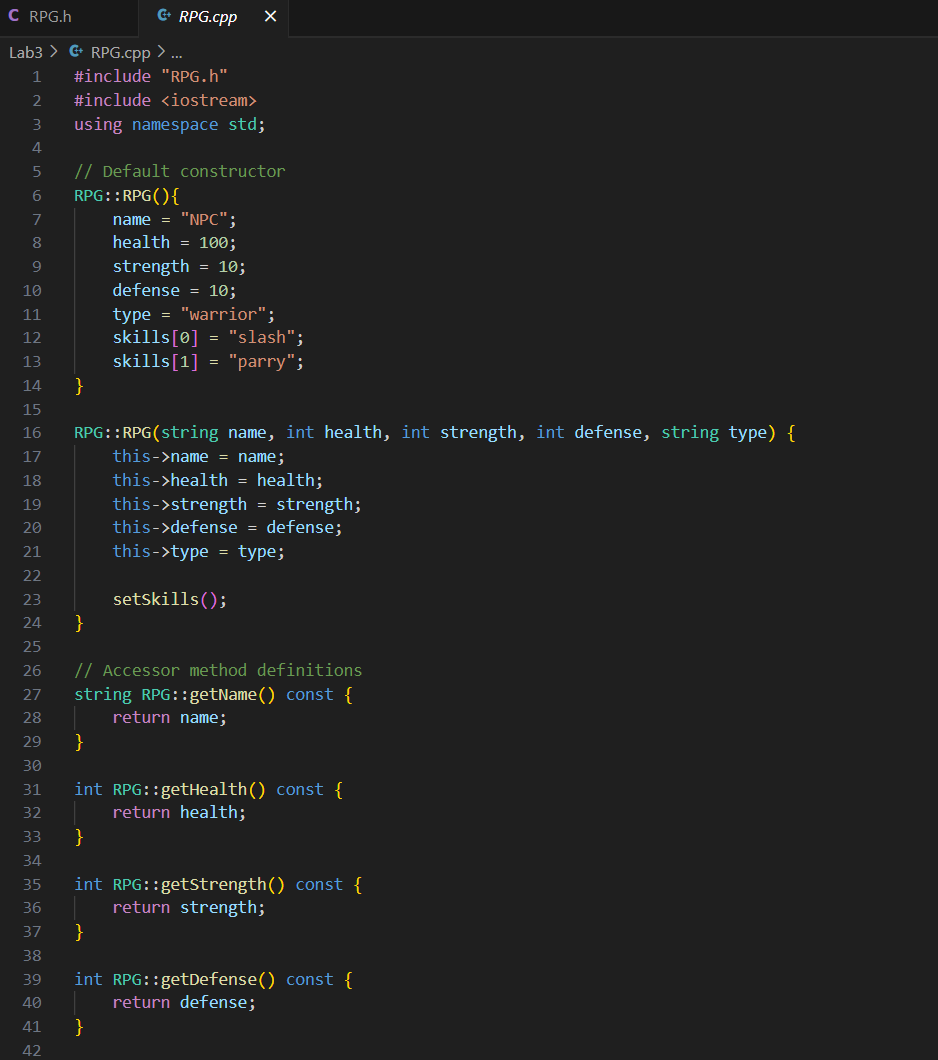 C RPG.h
C++ RPG.cpp ×
Lab3 > C++ RPG.cpp > ...
1 #include "RPG.h"
2 #include <iostream>
3 using namespace std;
4
5 // Default constructor
6 RPG::RPG(){
7     name = "NPC";
8     health = 100;
9     strength = 10;
10     defense = 10;
11     type = "warrior";
12     skills[0] = "slash";
13     skills[1] = "parry";
14 }
15
16 RPG::RPG(string name, int health, int strength, int defense, string type) {
17     this->name = name;
18     this->health = health;
19     this->strength = strength;
20     this->defense = defense;
21     this->type = type;
22
23     setSkills();
24 }
25
26 // Accessor method definitions
27 string RPG::getName() const {
28     return name;
29 }
30
31 int RPG::getHealth() const {
32     return health;
33 }
34
35 int RPG::getStrength() const {
36     return strength;
37 }
38
39 int RPG::getDefense() const {
40     return defense;
41 }
42